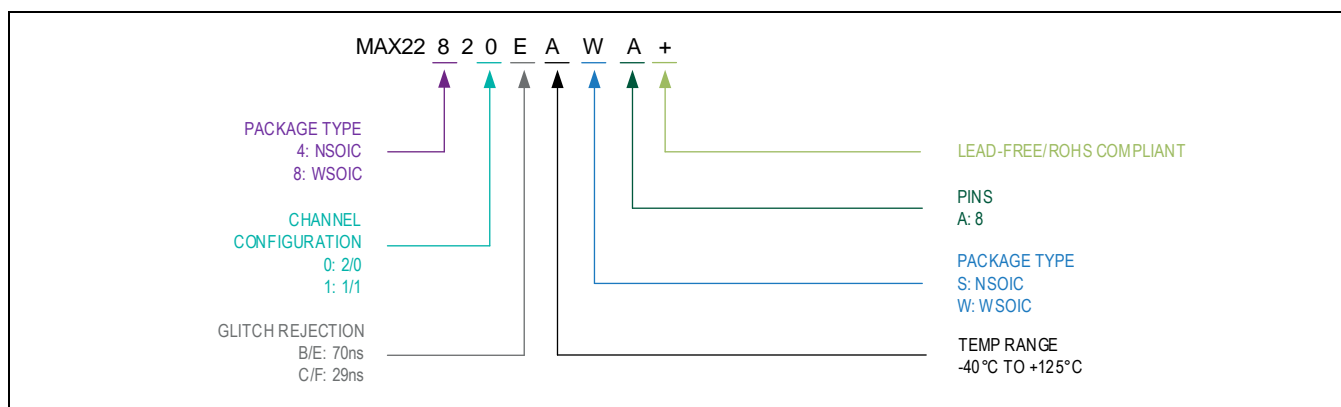 MAX22 8 2 0 E A W A +
PACKAGE TYPE
4: NSOIC
8: WSOIC
CHANNEL
CONFIGURATION
0: 2/0
1: 1/1
GLITCH REJECTION
B/E: 70ns
C/F: 29ns
LEAD-FREE/ROHS COMPLIANT
PINS
A: 8
PACKAGE TYPE
S: NSOIC
W: WSOIC
TEMP RANGE
-40°C TO +125°C